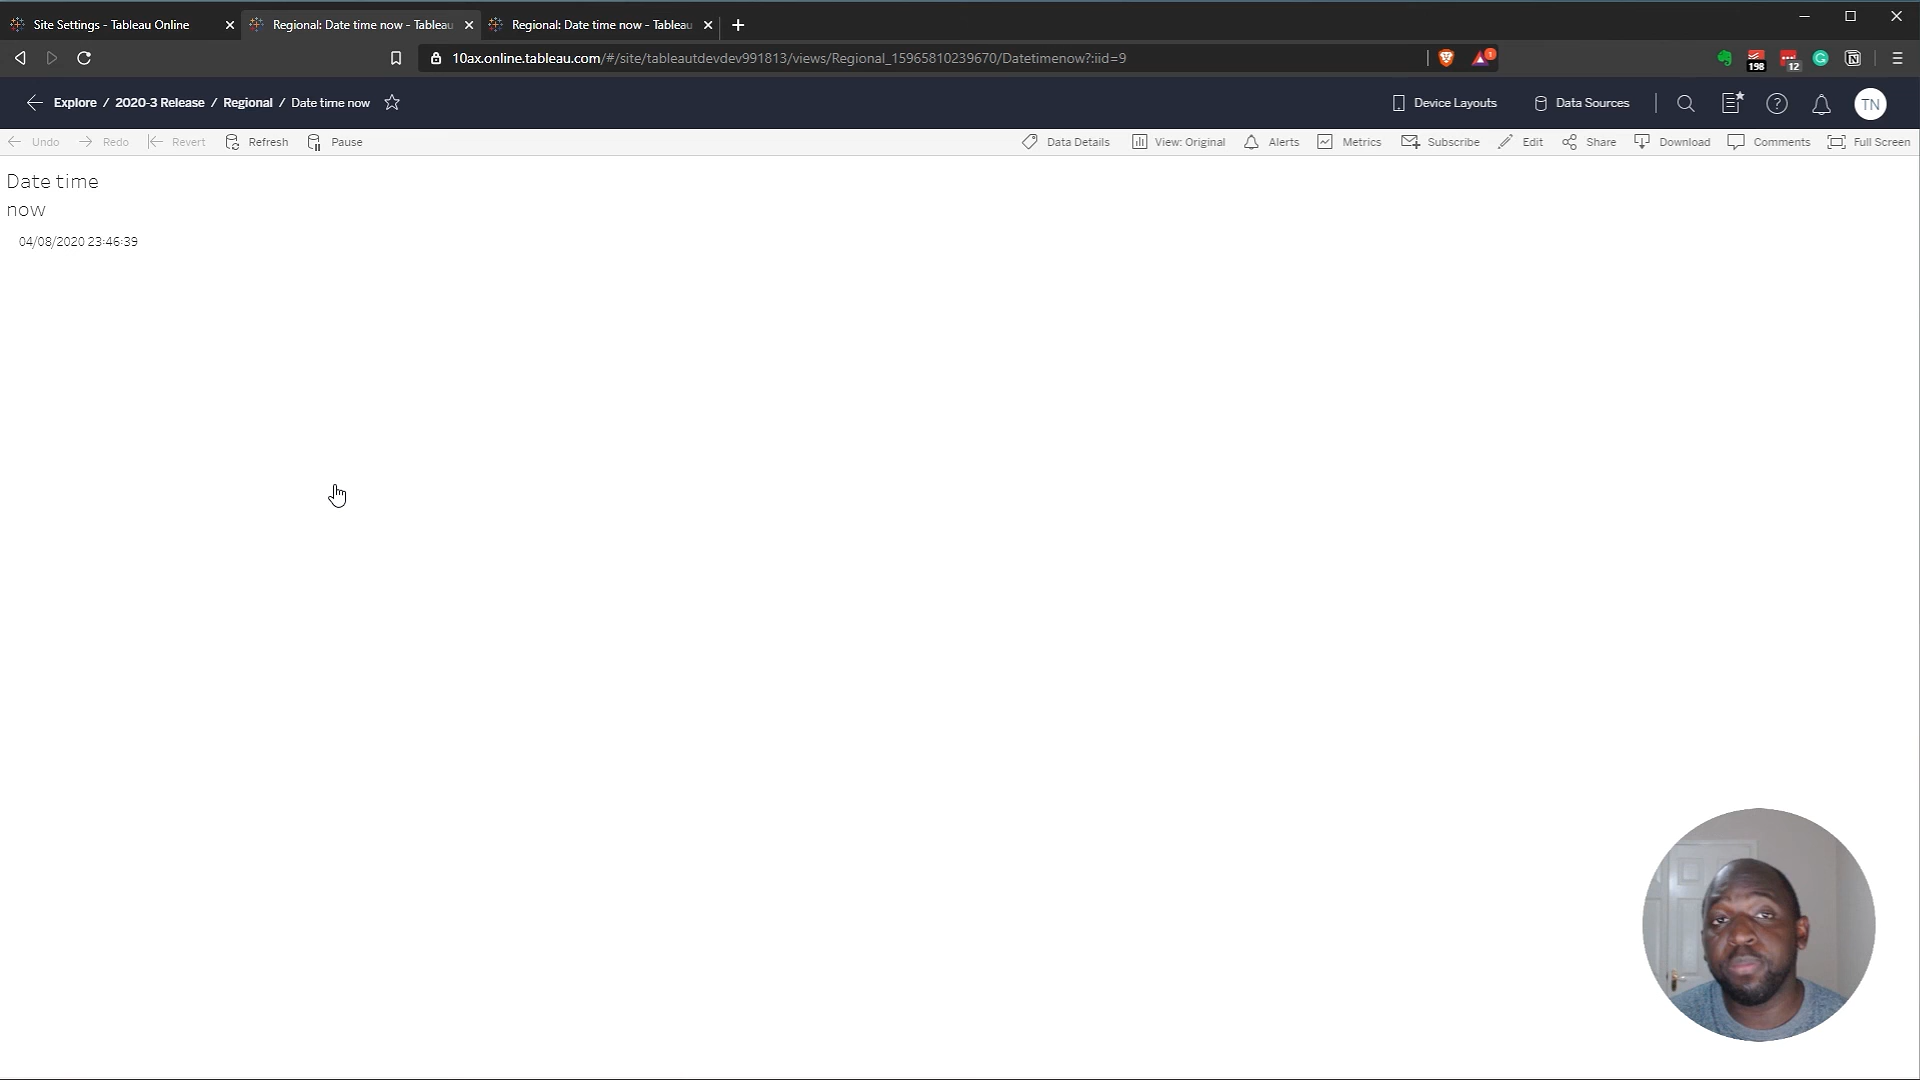 Site Settings - Tableau Online
Regional: Date time now - Tableau
Regional: Date time now - Tableau
10ax.online.tableau.com/#/site/tableautdevdev991813/views/Regional_15965810239670/Datetimenow?:iid=9
1
198
12
Explore / 2020-3 Release / Regional / Date time now
Device Layouts
Data Sources
TN
Undo
Redo
Revert
Refresh
Pause
Data Details
View: Original
Alerts
Metrics
Subscribe
Edit
Share
Download
Comments
Full Screen
Date time
now
04/08/2020 23:46:39